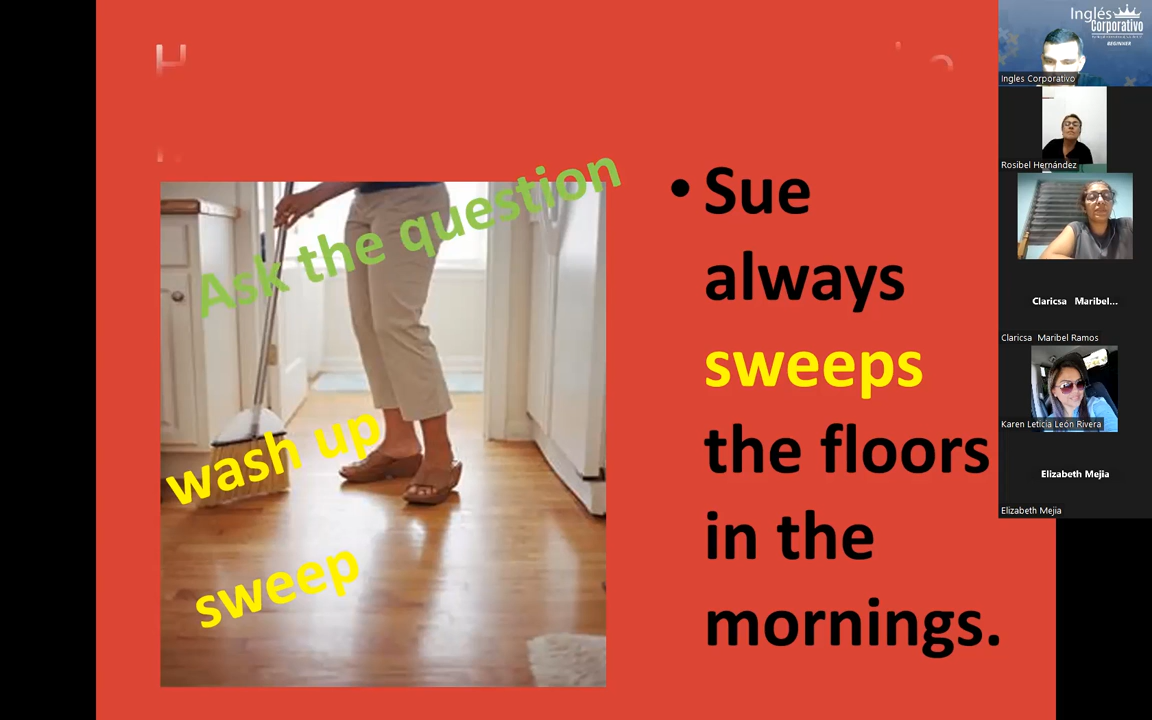 Ask the question
wash up
sweep
• Sue
always
sweeps
the floors
in the
mornings.
Inglés
Corporativo
BEGINNER
Ingles Corporativo
Rosibel Hernández
Claricsa Maribel...
Claricsa Maribel Ramos
Karen Leticia León Rivera
Elizabeth Mejia
Elizabeth Mejia